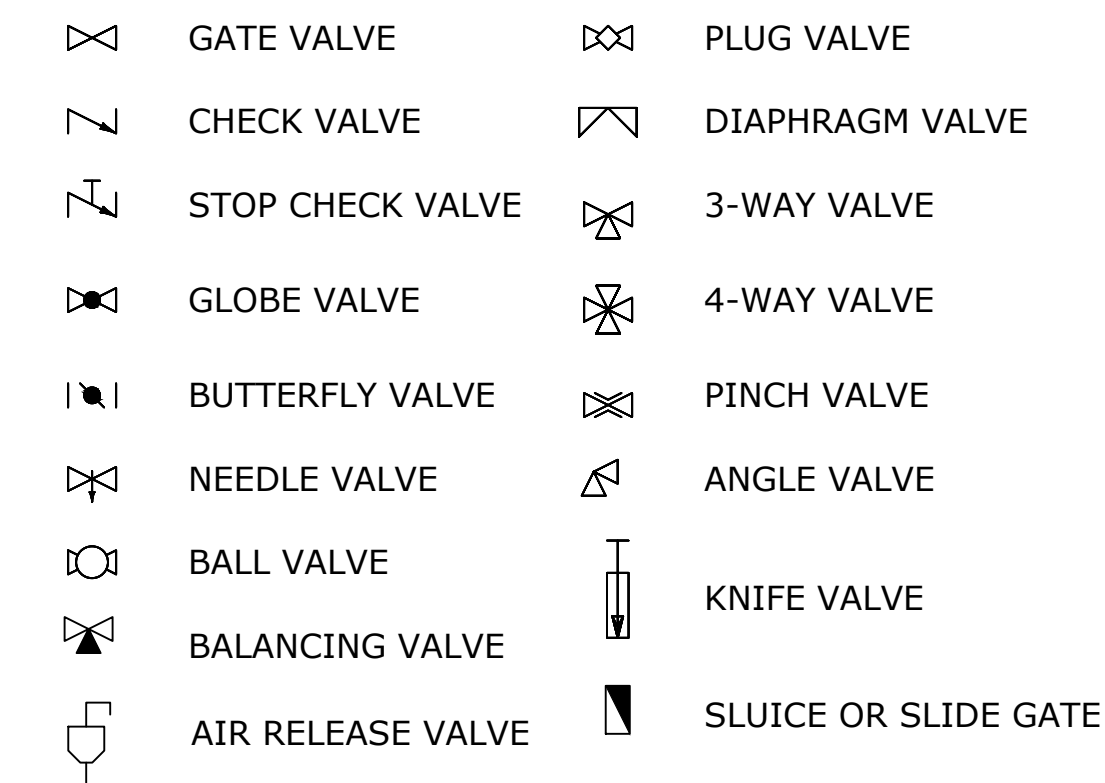 GATE VALVE
CHECK VALVE
STOP CHECK VALVE
GLOBE VALVE
BUTTERFLY VALVE
NEEDLE VALVE
BALL VALVE
BALANCING VALVE
AIR RELEASE VALVE
PLUG VALVE
DIAPHRAGM VALVE
3-WAY VALVE
4-WAY VALVE
PINCH VALVE
ANGLE VALVE
KNIFE VALVE
SLUICE OR SLIDE GATE